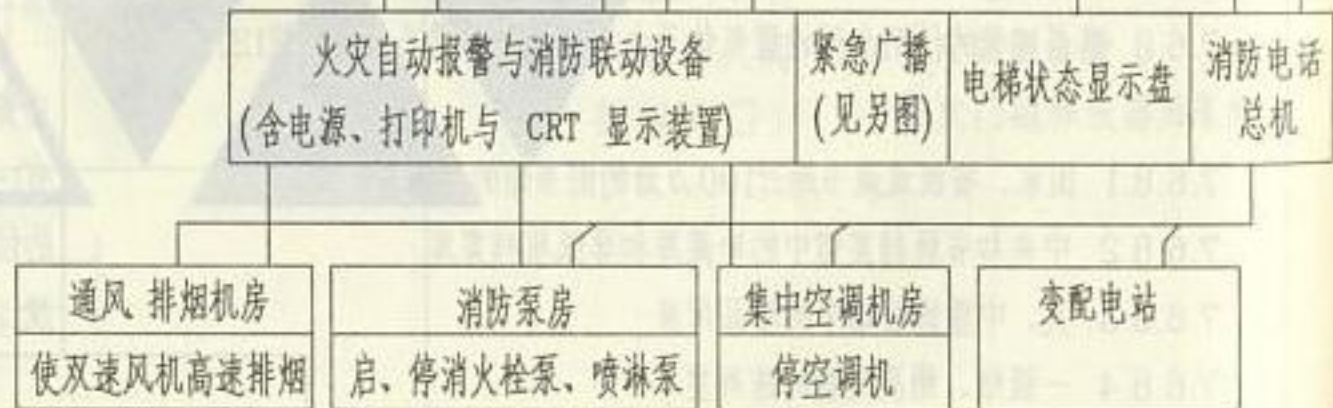 火灾自动报警与消防联动设备
(含电源、打印机与 CRT 显示装置)
紧急广播
(见另图)
电梯状态显示盘
消防电话
总机
通风、排烟机房
使双速风机高速排烟
消防泵房
启、停消火栓泵、喷淋泵
集中空调机房
停空调机
变配电站